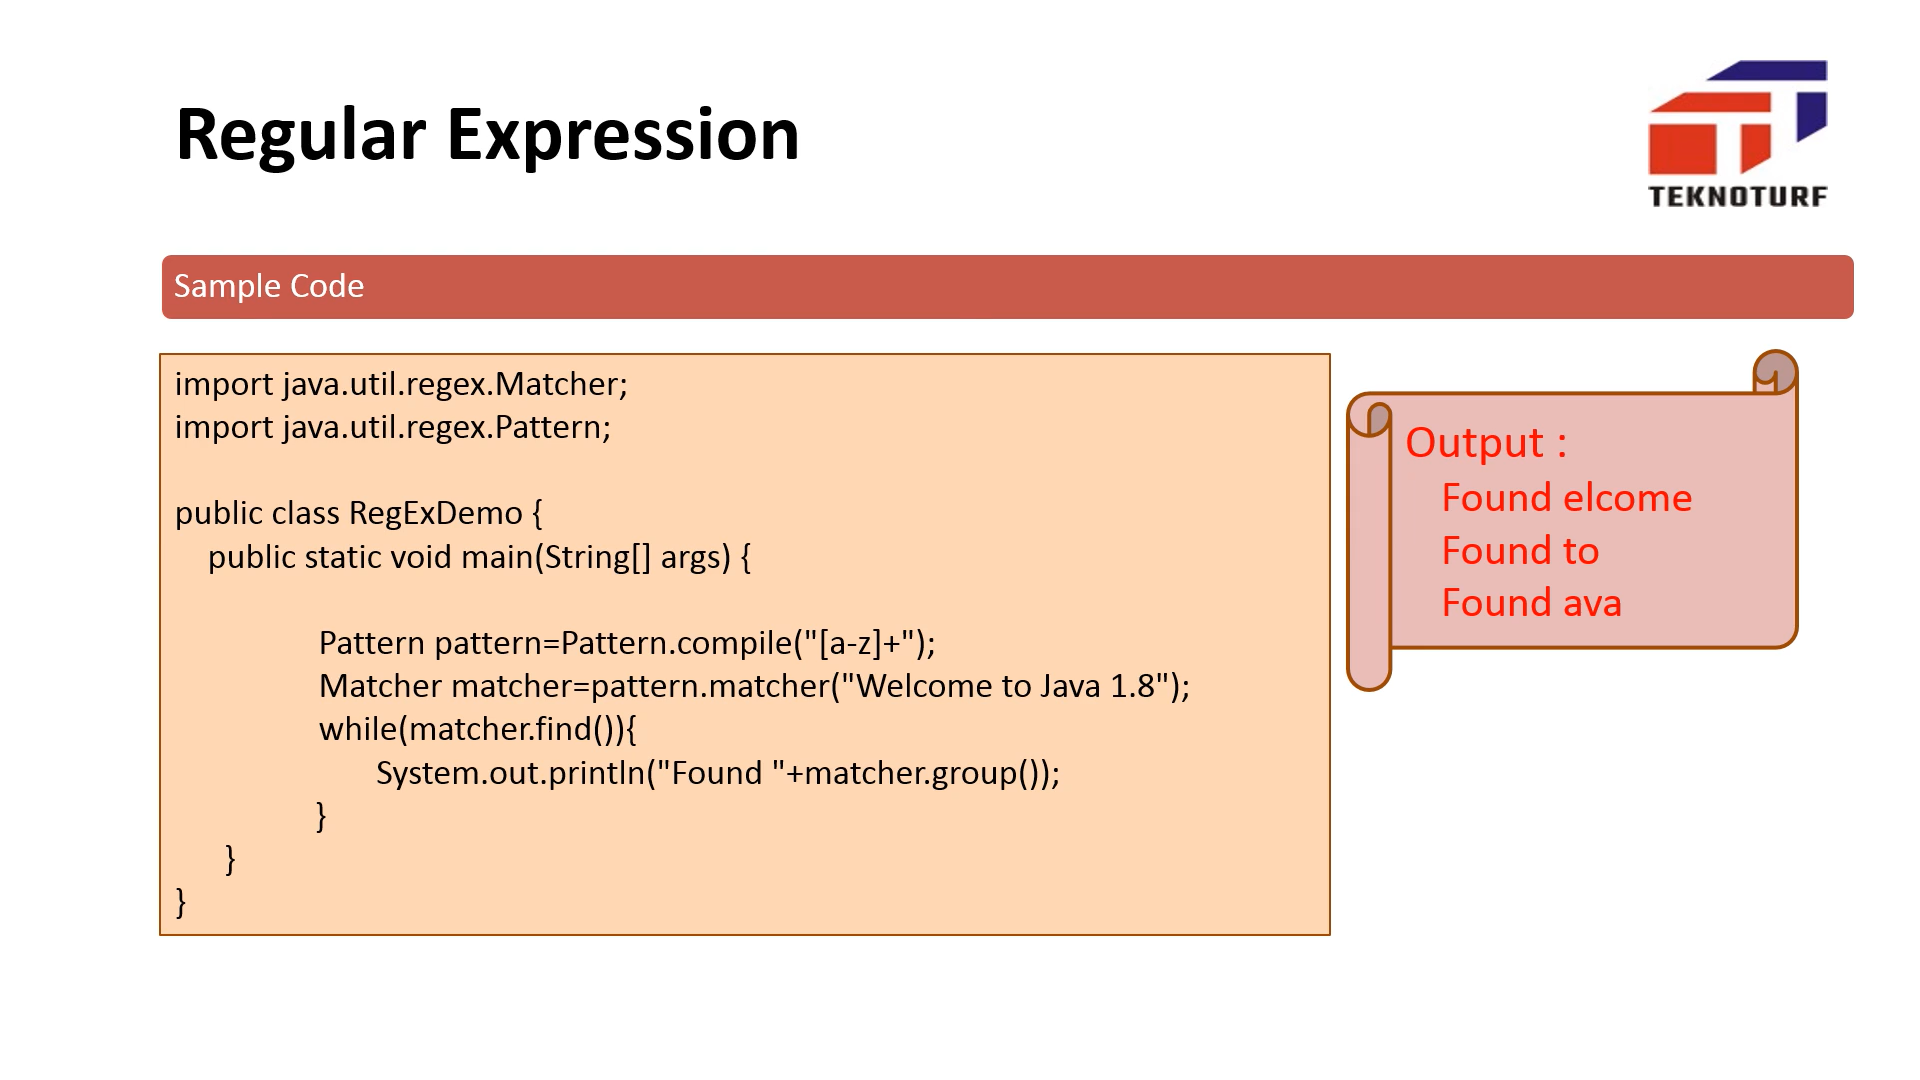 Regular Expression
TEKNOTURF
Sample Code
import java.util.regex.Matcher;
import java.util.regex.Pattern;
public class RegExDemo {
public static void main(String[] args) {
Pattern pattern=Pattern.compile("[a-z]+");
Matcher matcher=pattern.matcher("Welcome to Java 1.8");
while(matcher.find()){
System.out.println("Found "+matcher.group());
}
}
}
Output :
Found elcome
Found to
Found ava